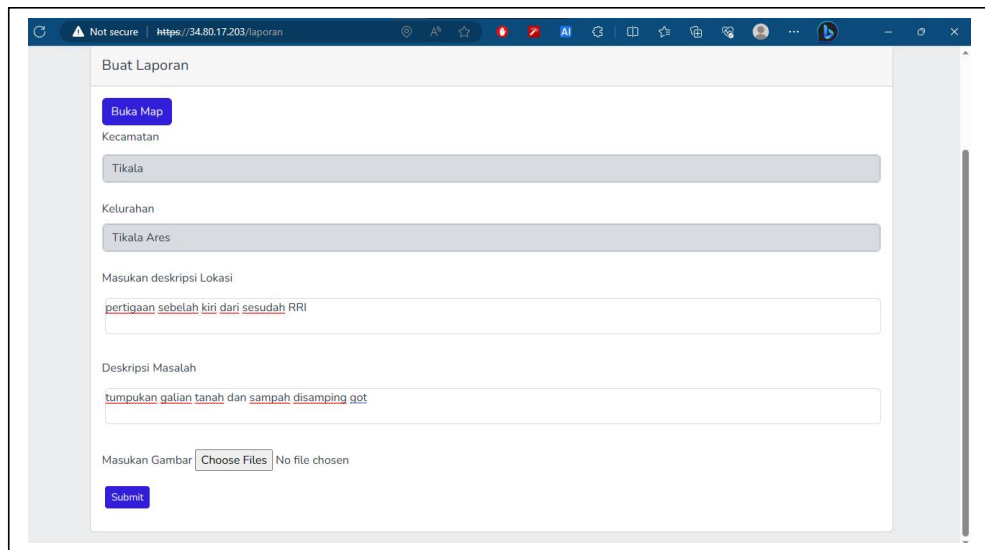 Not secure https://34.80.17.203/laporan
Buat Laporan
Buka Map
Kecamatan
Tikala
Kelurahan
Tikala Ares
Masukan deskripsi Lokasi
pertigaan sebelah kiri dari sesudah RRI
Deskripsi Masalah
tumpukan galian tanah dan sampah disamping got
Masukan Gambar Choose Files No file chosen
Submit